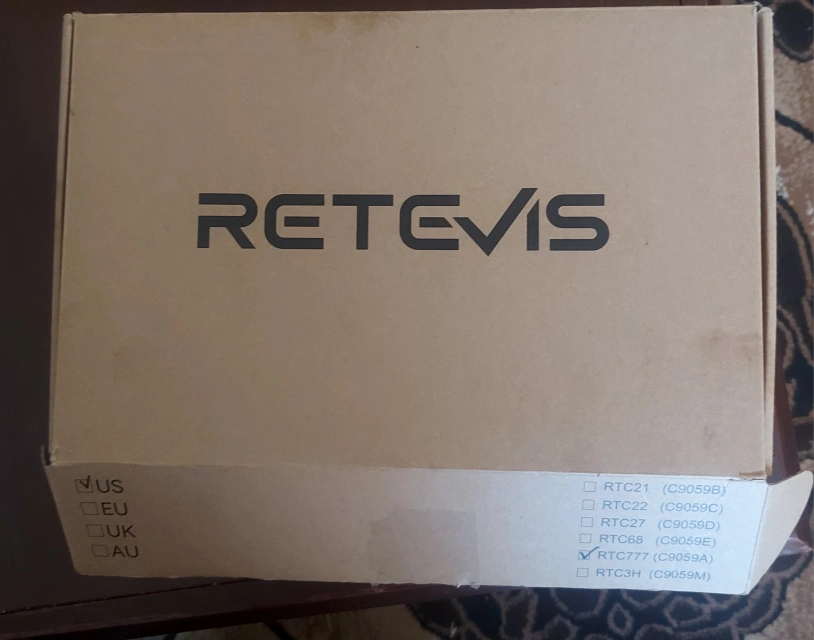 RETEVIS
US
EU
UK
AU
RTC21 (C9059B)
RTC22 (C9059C)
RTC27 (C9059D)
RTC68 (C9059E)
RTC777 (C9059A)
RTC3H (C9059M)